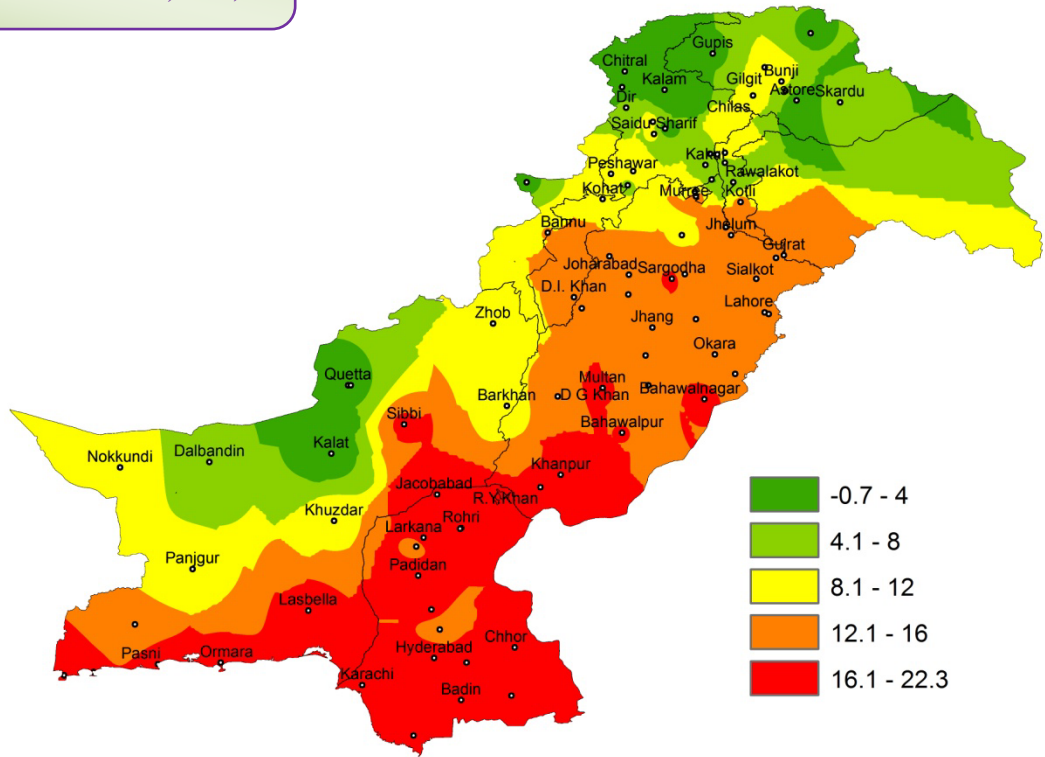 Gupis
Chitral
Kalam
Gilgit
Bunji
Astore
Skardu
Dir
Chilas
Saidu Sharif
Kakul
Peshawar
Rawalakot
Kohat
Murree
Kotli
Bannu
Jhelum
Gujrat
Joharabad
Sargodha
Sialkot
D.I. Khan
Lahore
Zhob
Jhang
Okara
Quetta
Multan
Bahawalnagar
Barkhan
D G Khan
Sibbi
Bahawalpur
Nokkundi
Dalbandin
Kalat
Khanpur
Jacobabad
R.Y.Khan
Khuzdar
Larkana
Rohri
Panjgur
Padidan
Lasbella
Pasni
Ormara
Hyderabad
Chhor
Karachi
Badin
-0.7 - 4
4.1 - 8
8.1 - 12
12.1 - 16
16.1 - 22.3